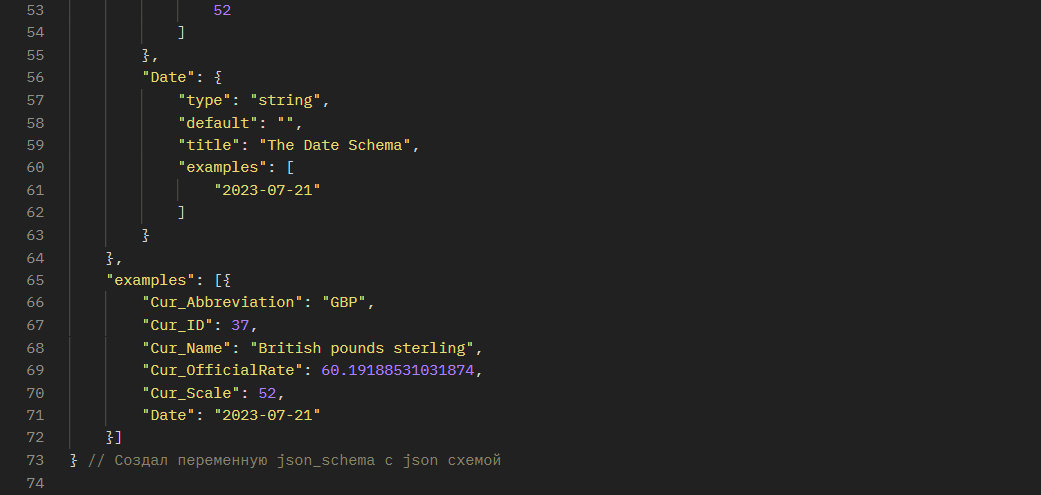 53 52
54 ]
55 },
56 "Date": {
57 "type": "string",
58 "default": "",
59 "title": "The Date Schema",
60 "examples": [
61 "2023-07-21"
62 ]
63 }
64 },
65 "examples": [{
66 "Cur_Abbreviation": "GBP",
67 "Cur_ID": 37,
68 "Cur_Name": "British pounds sterling",
69 "Cur_OfficialRate": 60.19188531031874,
70 "Cur_Scale": 52,
71 "Date": "2023-07-21"
72 }]
73 } // Создал переменную json_schema с json схемой
74